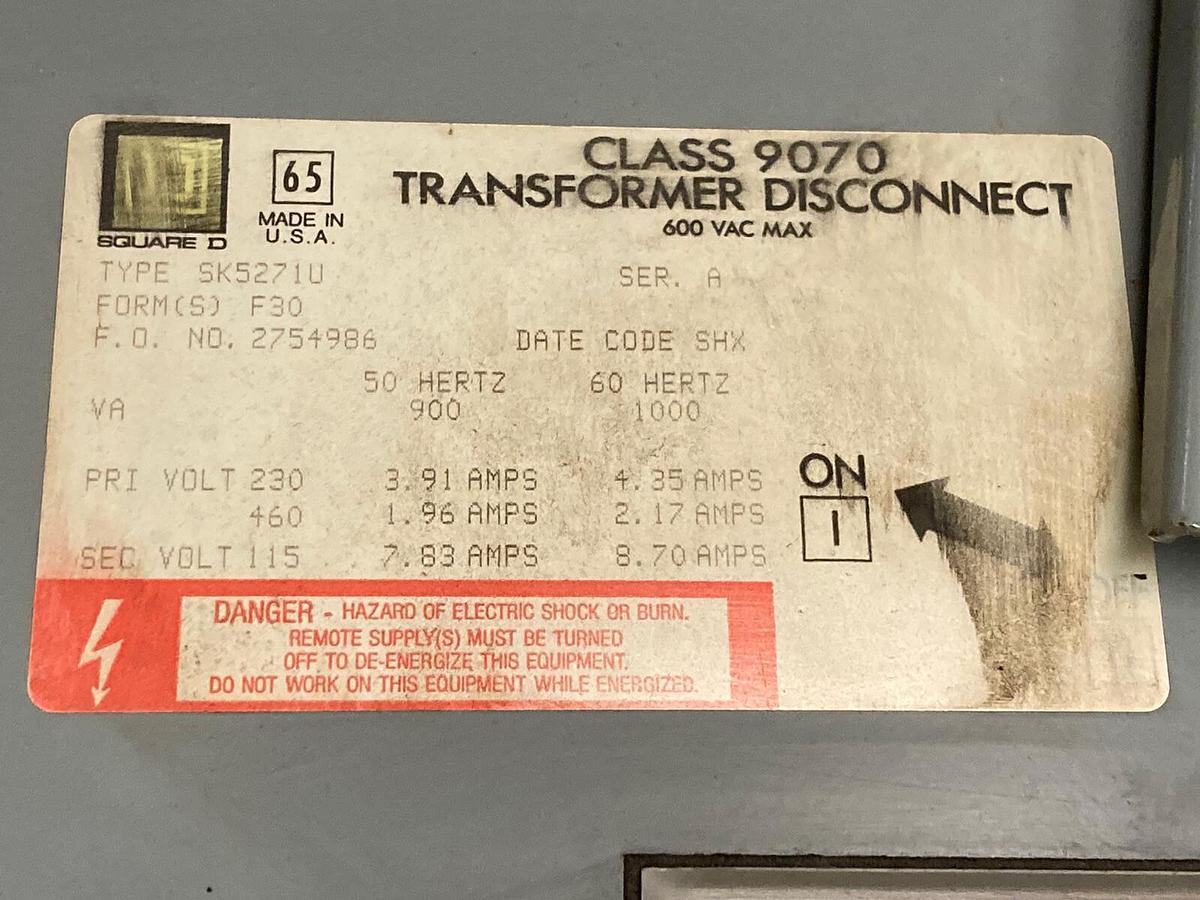 65
MADE IN
U.S.A.
SQUARE D
CLASS 9070
TRANSFORMER DISCONNECT
600 VAC MAX
TYPE SK5271U SER. A
FORM(S) F30
F.O. NO. 2754986 DATE CODE SHX
50 HERTZ 60 HERTZ
VA 900 1000
PRI VOLT 230 3.91 AMPS 4.35 AMPS
460 1.96 AMPS 2.17 AMPS
SEC VOLT 115 7.83 AMPS 8.70 AMPS
ON
I
OFF
DANGER - HAZARD OF ELECTRIC SHOCK OR BURN.
REMOTE SUPPLY(S) MUST BE TURNED
OFF TO DE-ENERGIZE THIS EQUIPMENT.
DO NOT WORK ON THIS EQUIPMENT WHILE ENERGIZED.